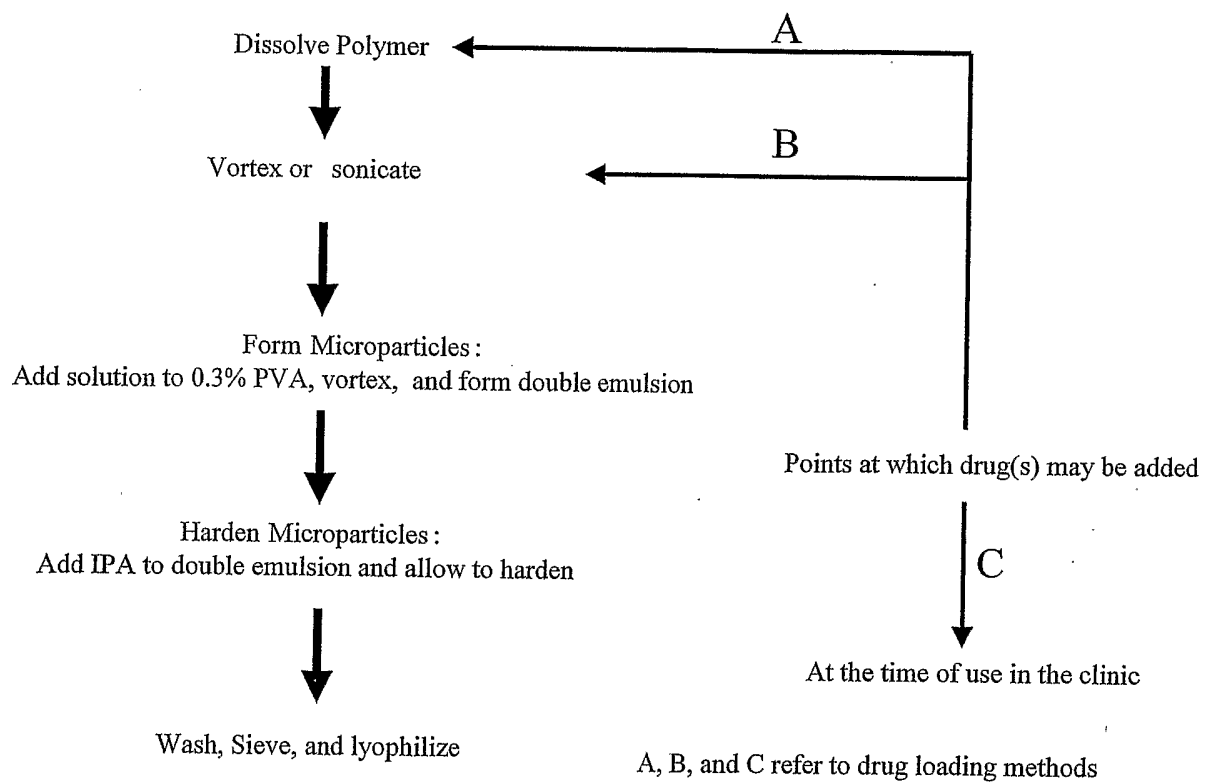 A
Dissolve Polymer
B
Vortex or sonicate
Form Microparticles :
Add solution to 0.3% PVA, vortex, and form double emulsion
Points at which drug(s) may be added
Harden Microparticles :
Add IPA to double emulsion and allow to harden
C
At the time of use in the clinic
Wash, Sieve, and lyophilize
A, B, and C refer to drug loading methods